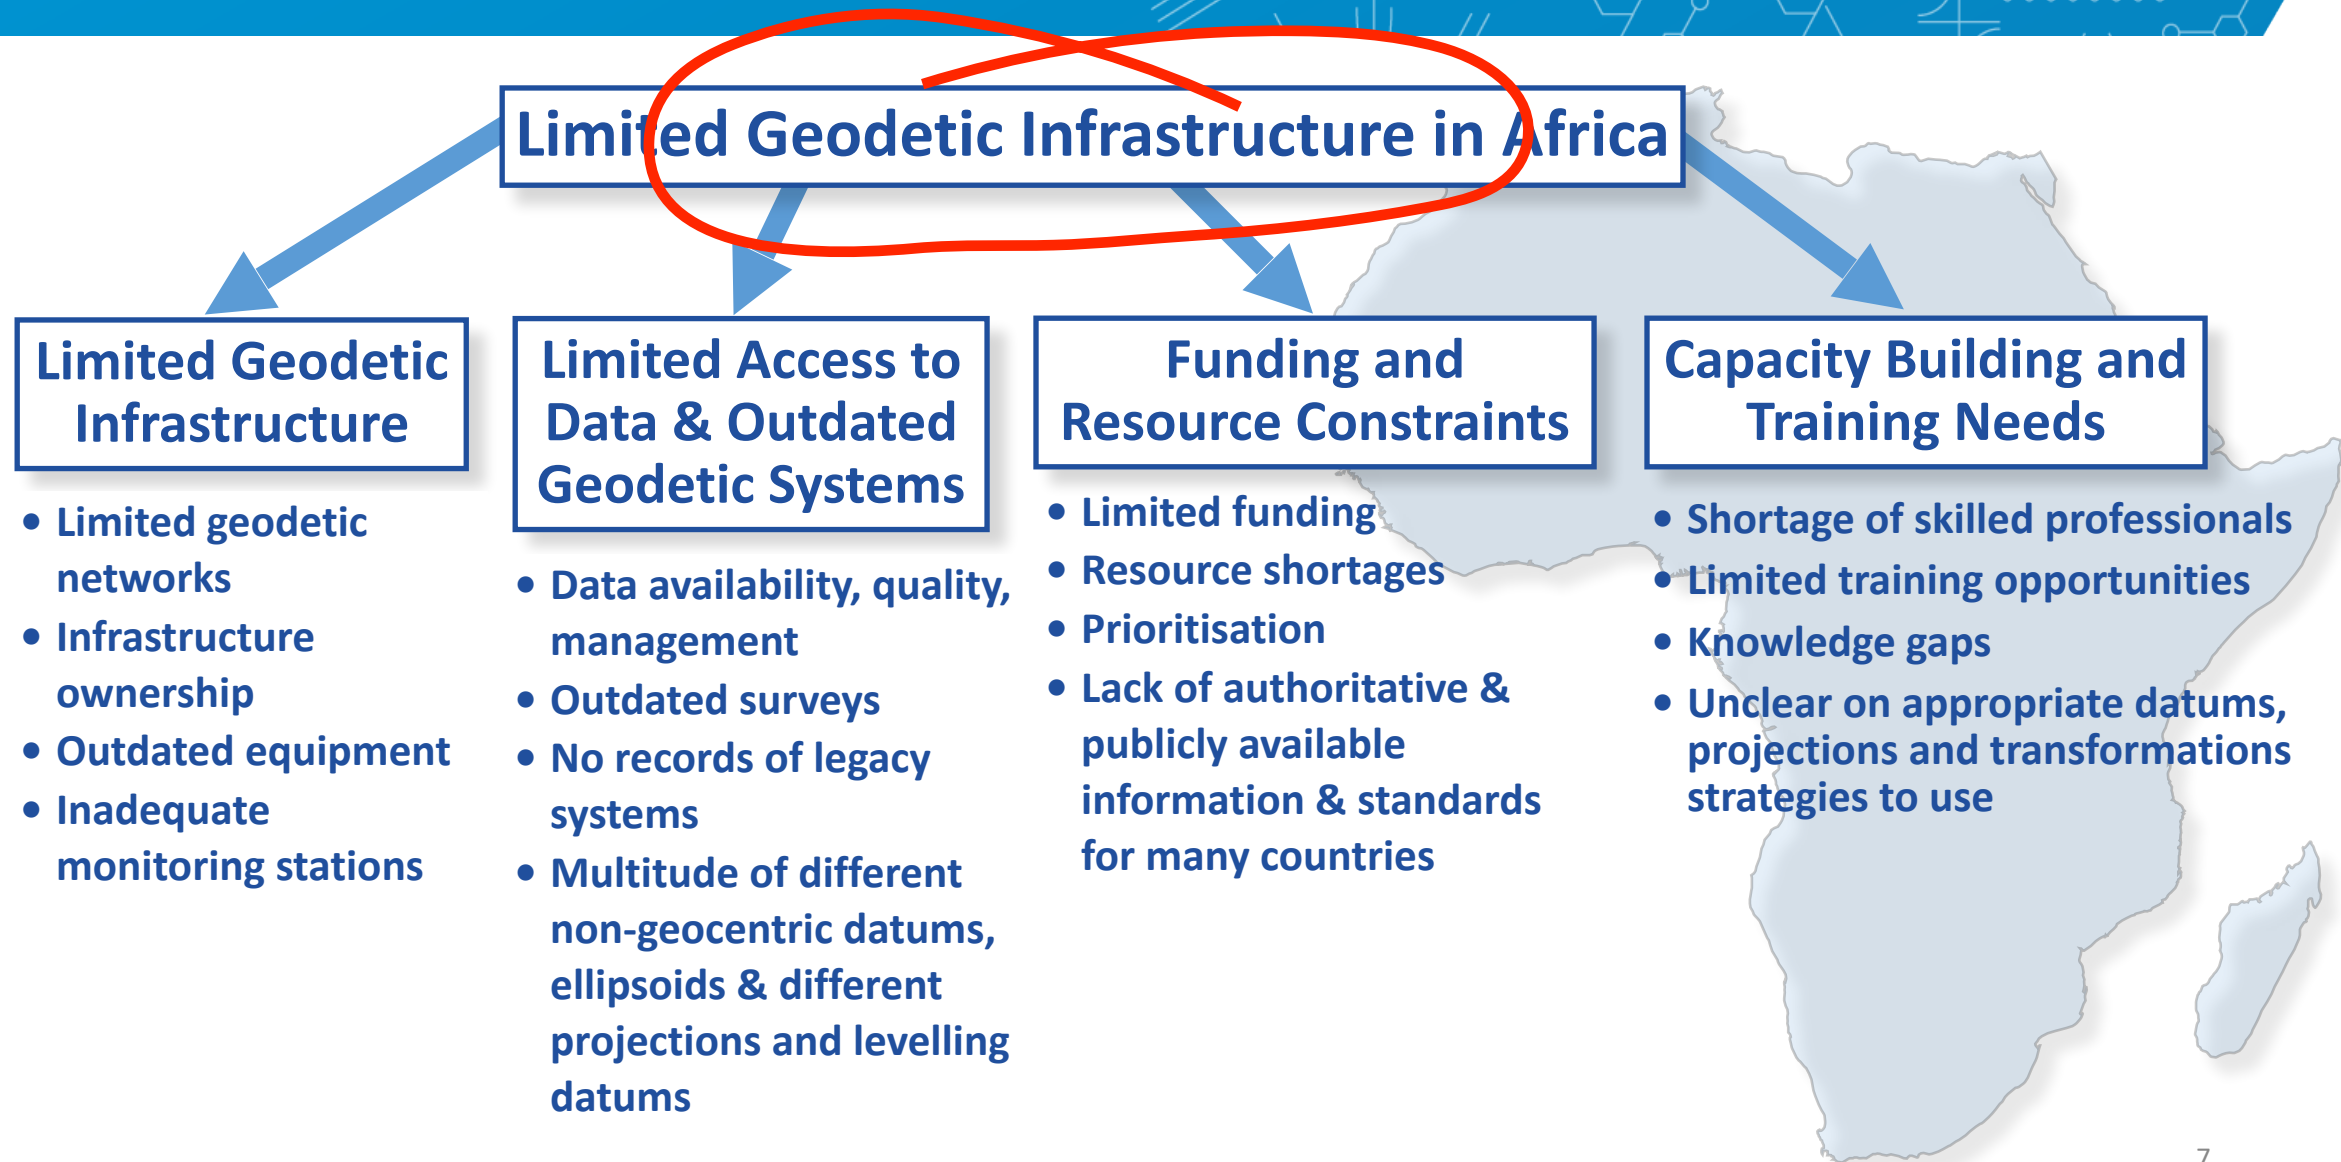 Limited Geodetic Infrastructure in Africa
Limited Geodetic
Infrastructure
• Limited geodetic
networks
• Infrastructure
ownership
• Outdated equipment
• Inadequate
monitoring stations
Limited Access to
Data & Outdated
Geodetic Systems
• Data availability, quality,
management
• Outdated surveys
• No records of legacy
systems
• Multitude of different
non-geocentric datums,
ellipsoids & different
projections and levelling
datums
Funding and
Resource Constraints
• Limited funding
• Resource shortages
• Prioritisation
• Lack of authoritative &
publicly available
information & standards
for many countries
Capacity Building and
Training Needs
• Shortage of skilled professionals
• Limited training opportunities
• Knowledge gaps
• Unclear on appropriate datums,
projections and transformations
strategies to use
7